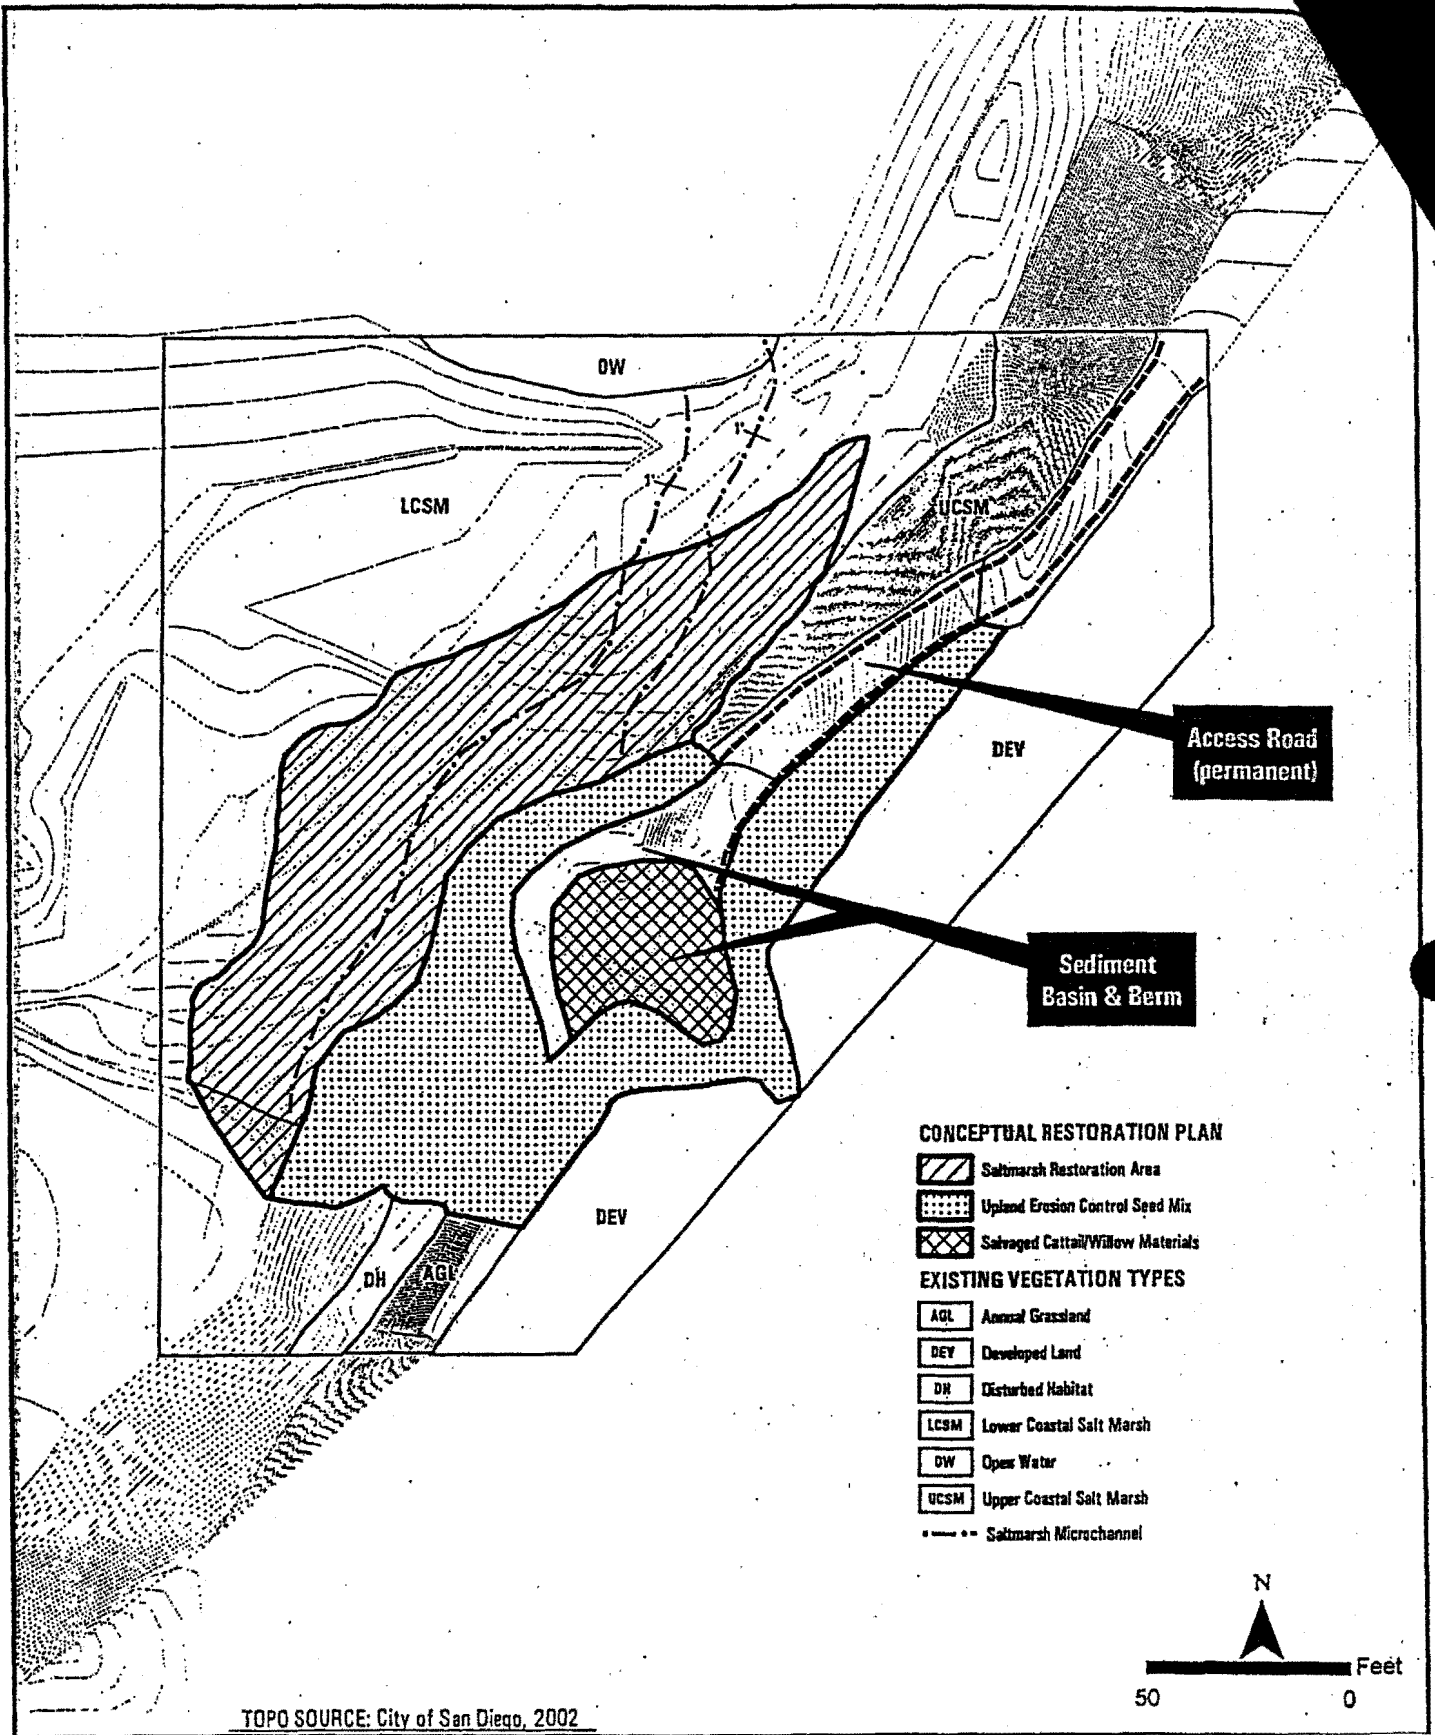 DW
1'
1'
LCSM
UCSM
Access Road
(permanent)
DEV
Sediment
Basin & Berm
CONCEPTUAL RESTORATION PLAN
Saltmarsh Restoration Area
Upland Erosion Control Seed Mix
Salvaged Cattail/Willow Materials
DEV
DH
AGL
EXISTING VEGETATION TYPES
AGL Annual Grassland
DEV Developed Land
DH Disturbed Habitat
LCSM Lower Coastal Salt Marsh
OW Open Water
UCSM Upper Coastal Salt Marsh
Saltmarsh Microchannel
N
Feet
50 0
TOPO SOURCE: City of San Diego, 2002